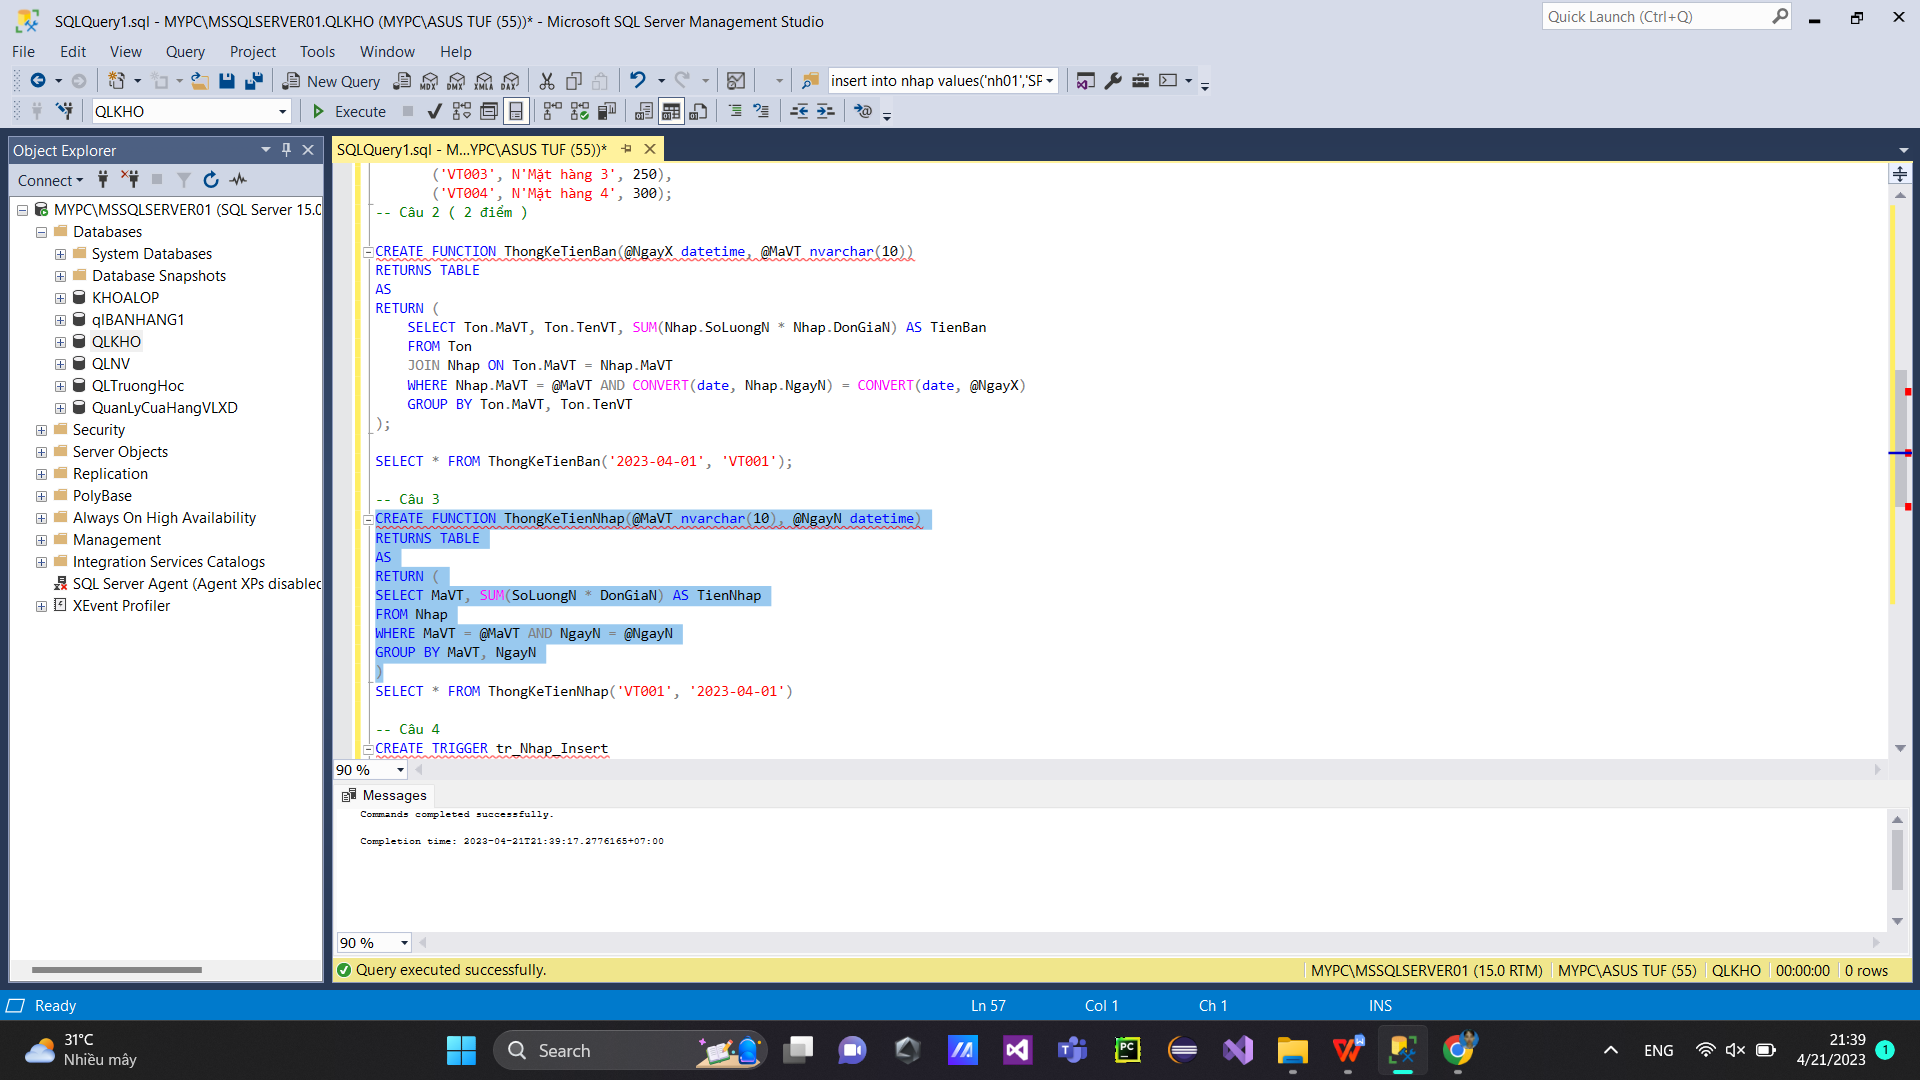 SQLQuery1.sql - MYPC\MSSQLSERVER01.QLKHO (MYPC\ASUS TUF (55))* - Microsoft SQL Server Management Studio
Quick Launch (Ctrl+Q)
File Edit View Query Project Tools Window Help
New Query
MDX DMX XMLA DAX
insert into nhap values('nh01','SF
QLKHO
Execute
Object Explorer
Connect
MYPC\MSSQLSERVER01 (SQL Server 15.0
Databases
System Databases
Database Snapshots
KHOALOP
qlBANHANG1
QLKHO
QLNV
QLTruongHoc
QuanLyCuaHangVLXD
Security
Server Objects
Replication
PolyBase
Always On High Availability
Management
Integration Services Catalogs
SQL Server Agent (Agent XPs disabled
XEvent Profiler
SQLQuery1.sql - M...YPC\ASUS TUF (55))*
('VT003', N'Mặt hàng 3', 250),
('VT004', N'Mặt hàng 4', 300);
-- Câu 2 ( 2 điểm )
CREATE FUNCTION ThongKeTienBan(@NgayX datetime, @MaVT nvarchar(10))
RETURNS TABLE
AS
RETURN (
SELECT Ton.MaVT, Ton.TenVT, SUM(Nhap.SoLuongN * Nhap.DonGiaN) AS TienBan
FROM Ton
JOIN Nhap ON Ton.MaVT = Nhap.MaVT
WHERE Nhap.MaVT = @MaVT AND CONVERT(date, Nhap.NgayN) = CONVERT(date, @NgayX)
GROUP BY Ton.MaVT, Ton.TenVT
);
SELECT * FROM ThongKeTienBan('2023-04-01', 'VT001');
-- Câu 3
CREATE FUNCTION ThongKeTienNhap(@MaVT nvarchar(10), @NgayN datetime)
RETURNS TABLE
AS
RETURN (
SELECT MaVT, SUM(SoLuongN * DonGiaN) AS TienNhap
FROM Nhap
WHERE MaVT = @MaVT AND NgayN = @NgayN
GROUP BY MaVT, NgayN
)
SELECT * FROM ThongKeTienNhap('VT001', '2023-04-01')
-- Câu 4
CREATE TRIGGER tr_Nhap_Insert
90 %
Messages
Commands completed successfully.
Completion time: 2023-04-21T21:39:17.2776165+07:00
90 %
Query executed successfully.
MYPC\MSSQLSERVER01 (15.0 RTM) MYPC\ASUS TUF (55) QLKHO 00:00:00 0 rows
Ready
Ln 57 Col 1 Ch 1 INS
31°C
Nhiều mây
Search
PC
ENG
21:39
4/21/2023
1